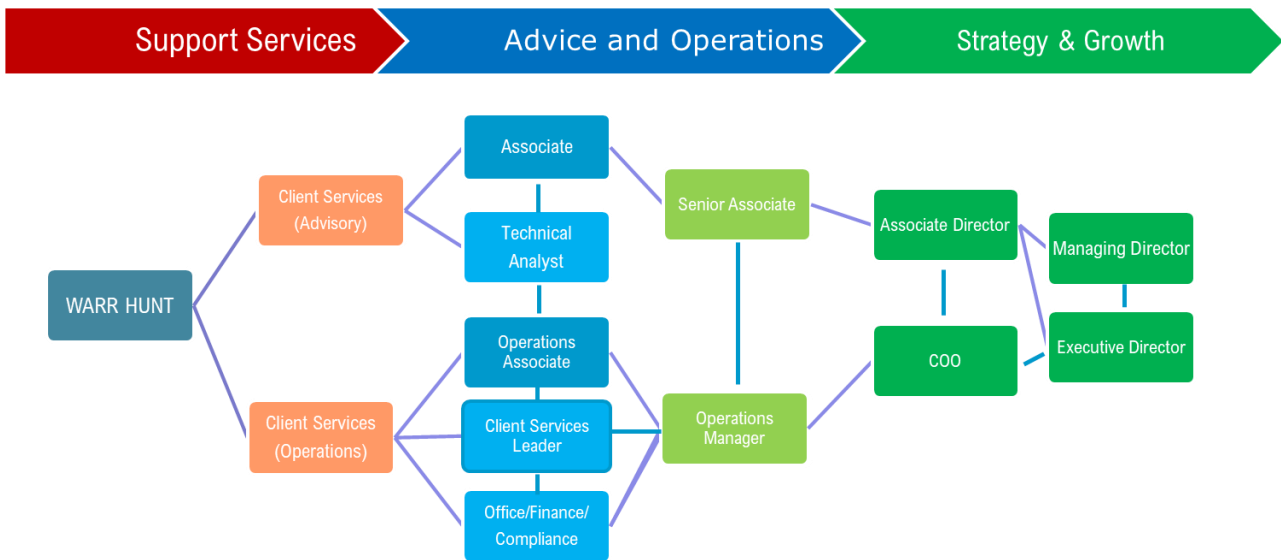 Support Services
Advice and Operations
Strategy & Growth
WARR HUNT
Client Services
(Advisory)
Client Services
(Operations)
Associate
Technical
Analyst
Operations
Associate
Client Services
Leader
Office/Finance/
Compliance
Senior Associate
Operations
Manager
Associate Director
COO
Managing Director
Executive Director